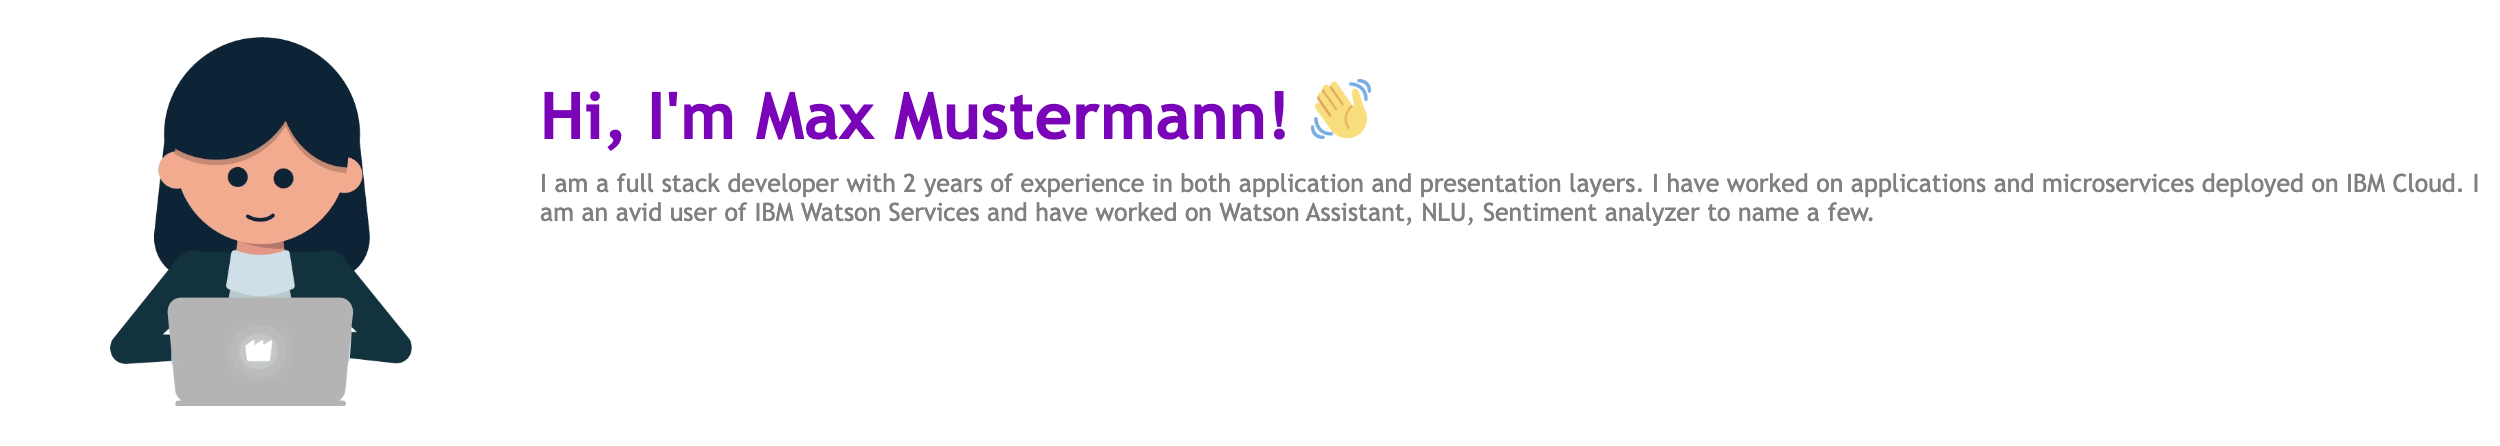 Hi, I'm Max Mustermann! 👋
I am a full stack developer with 2 years of experience in both application and presentation layers. I have worked on applications and microservices deployed on IBM Cloud. I
am an avid user of IBM Watson Services and have worked on Watson Assistant, NLU, Sentiment analyzer to name a few.